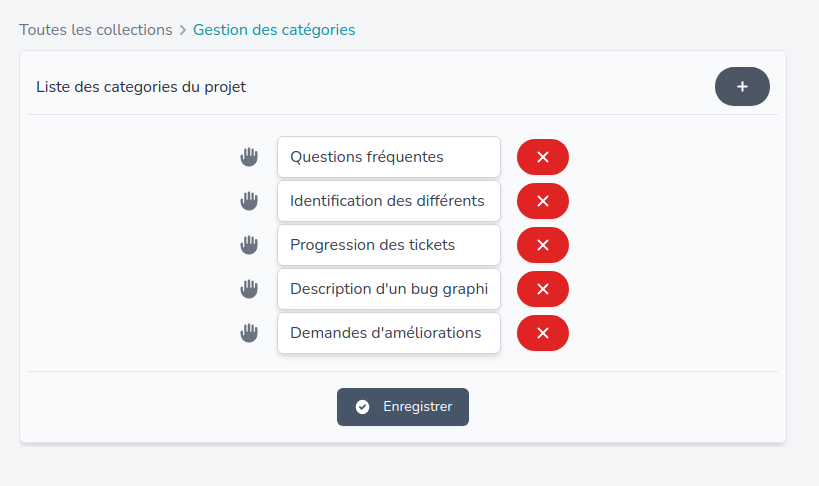 Toutes les collections > Gestion des catégories
Liste des categories du projet
+
Questions fréquentes
Identification des différents
Progression des tickets
Description d'un bug graphi
Demandes d'améliorations
Enregistrer